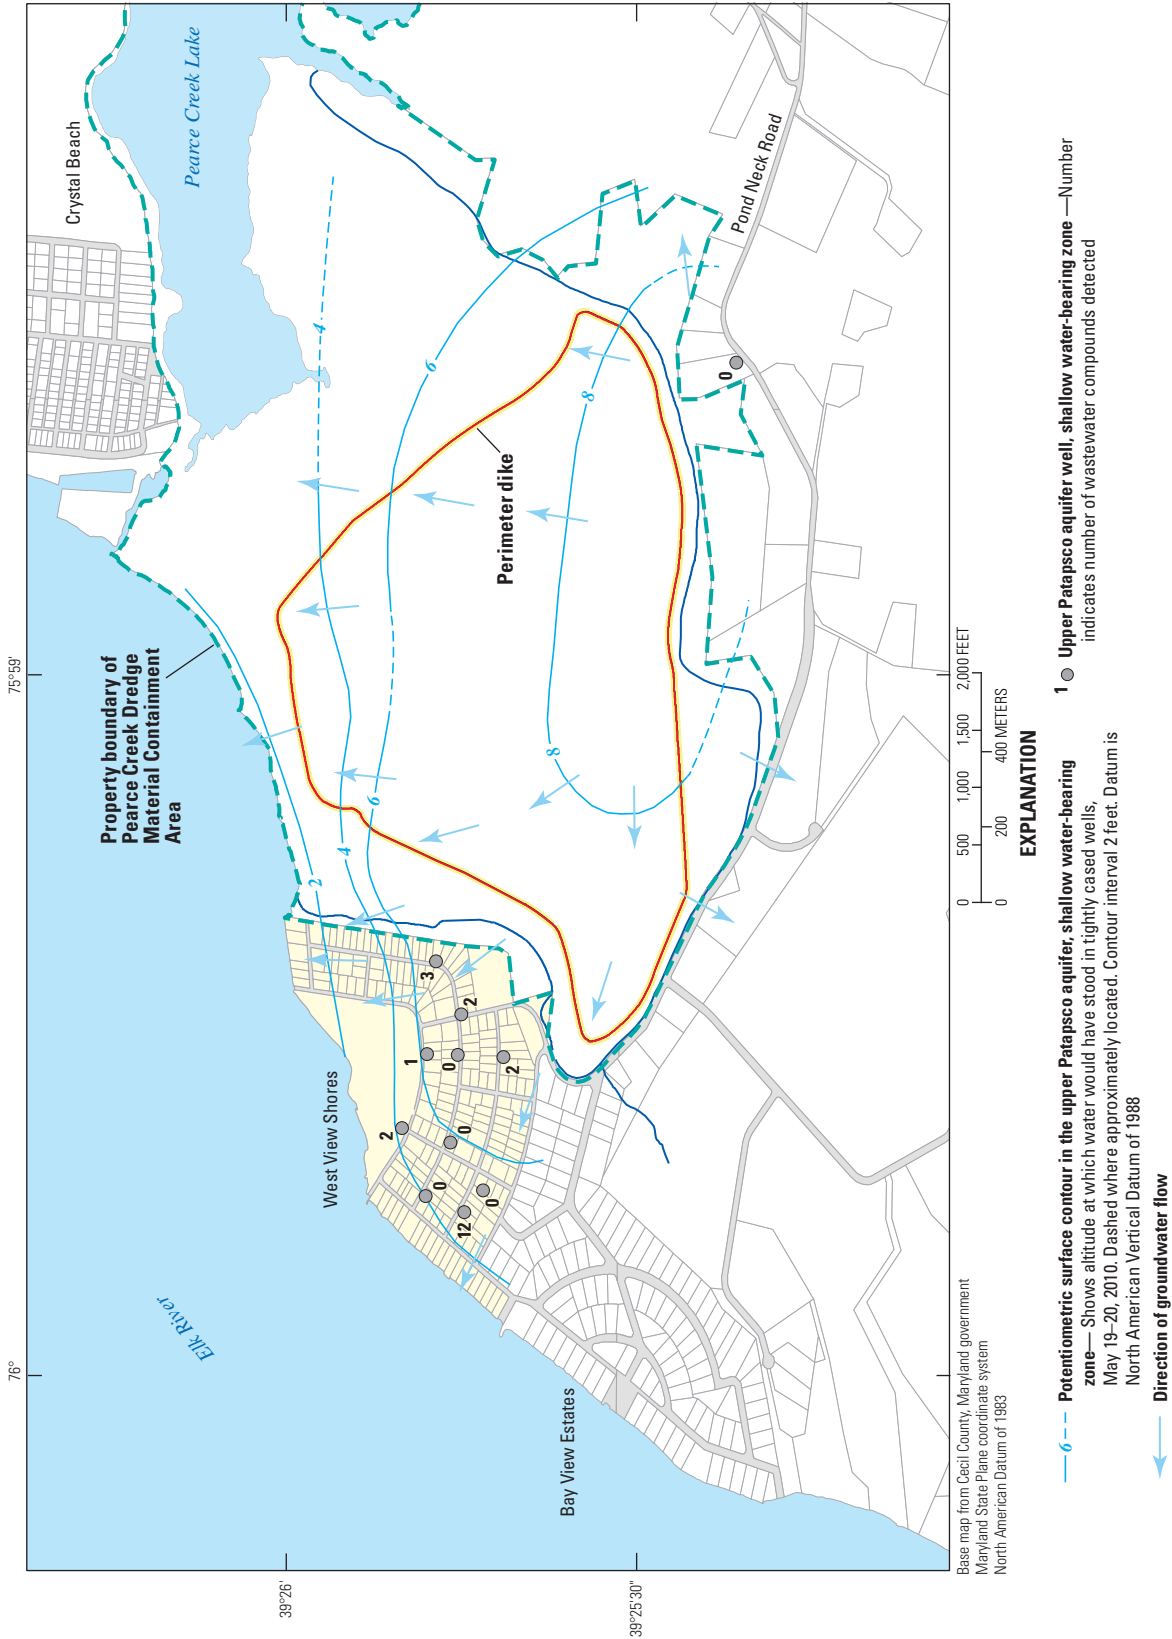 76°
75°59'
39°26'
39°25'30"
Crystal Beach
Pearce Creek Lake
Property boundary of
Pearce Creek Dredge
Material Containment
Area
Perimeter dike
Pond Neck Road
West View Shores
Elk River
Bay View Estates
2
4
4
6
6
8
8
3
2
1
0
2
2
0
0
0
12
0
Base map from Cecil County, Maryland government
Maryland State Plane coordinate system
North American Datum of 1983
0 500 1,000 1,500 2,000 FEET
0 200 400 METERS
EXPLANATION
6 Potentiometric surface contour in the upper Patapsco aquifer, shallow water-bearing
zone— Shows altitude at which water would have stood in tightly cased wells,
May 19–20, 2010. Dashed where approximately located. Contour interval 2 feet. Datum is
North American Vertical Datum of 1988
Direction of groundwater flow
1 Upper Patapsco aquifer well, shallow water-bearing zone —Number
indicates number of wastewater compounds detected